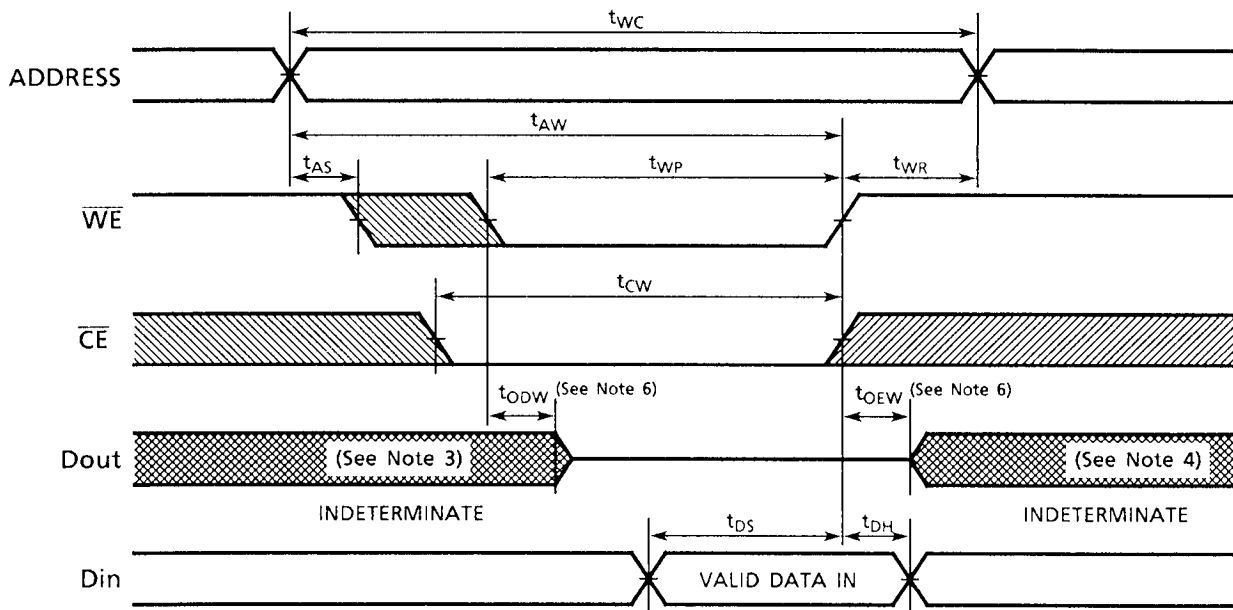 tWC
ADDRESS
tAW
tAS
tWP
tWR
WE
tCW
CE
tODW (See Note 6)
tOEW (See Note 6)
Dout
(See Note 3)
(See Note 4)
INDETERMINATE
INDETERMINATE
tDS
tDH
Din
VALID DATA IN